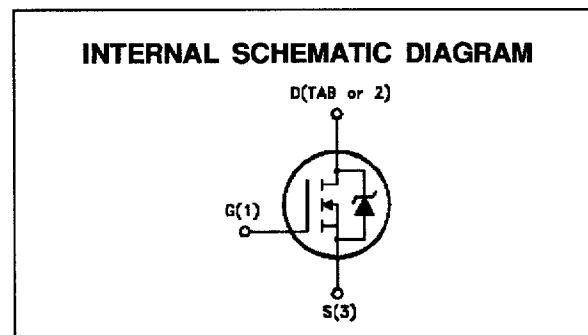 INTERNAL SCHEMATIC DIAGRAM
D(TAB or 2)
G(1)
S(3)